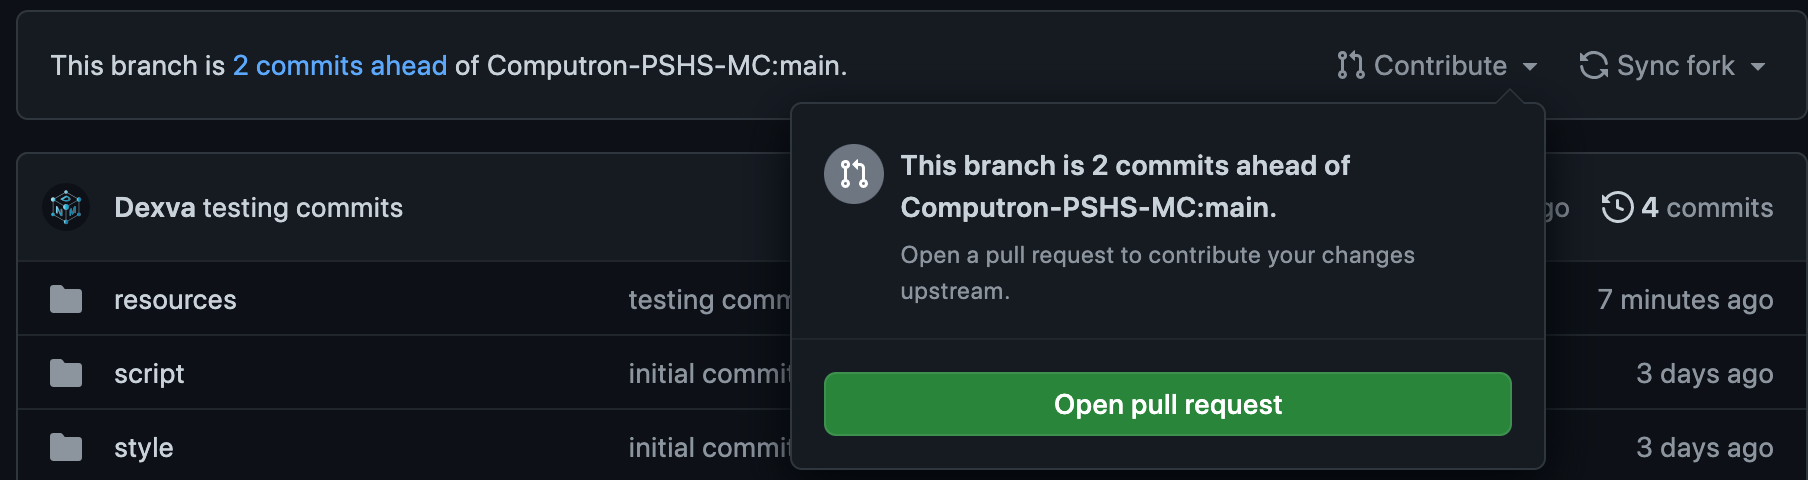 This branch is 2 commits ahead of Computron-PSHS-MC:main.
Contribute
Sync fork
This branch is 2 commits ahead of
Computron-PSHS-MC:main.
Open a pull request to contribute your changes
upstream.
Open pull request
Dexva testing commits
go
4 commits
resources
testing comm
7 minutes ago
script
initial commit
3 days ago
style
initial commit
3 days ago